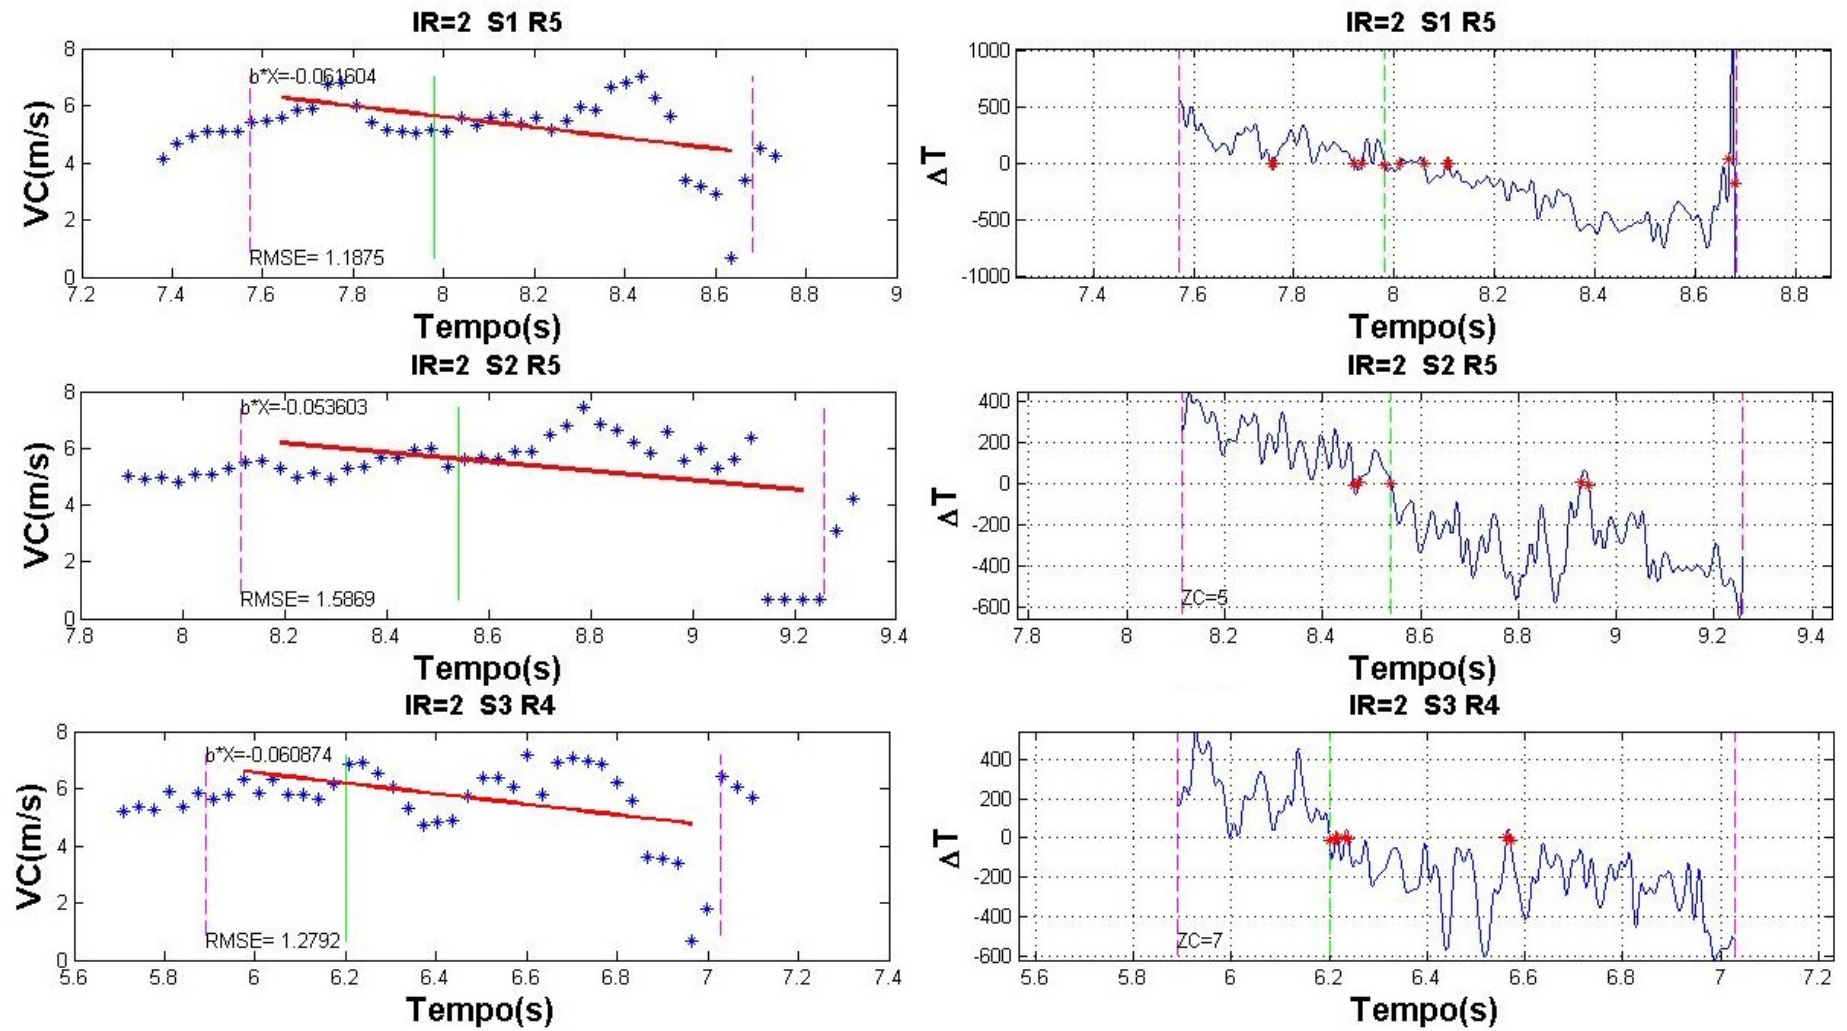 IR=2 S1 R5
8
6
4
2
0
VC(m/s)
b*X=-0.061604
RMSE= 1.1875
7.2 7.4 7.6 7.8 8 8.2 8.4 8.6 8.8 9
Tempo(s)
IR=2 S1 R5
1000
500
0
-500
-1000
ΔT
7.4 7.6 7.8 8 8.2 8.4 8.6 8.8
Tempo(s)
IR=2 S2 R5
8
6
4
2
0
VC(m/s)
b*X=-0.053603
RMSE= 1.5869
7.8 8 8.2 8.4 8.6 8.8 9 9.2 9.4
Tempo(s)
IR=2 S2 R5
400
200
0
-200
-400
-600
ΔT
ZC=5
7.8 8 8.2 8.4 8.6 8.8 9 9.2 9.4
Tempo(s)
IR=2 S3 R4
8
6
4
2
0
VC(m/s)
b*X=-0.060874
RMSE= 1.2792
5.6 5.8 6 6.2 6.4 6.6 6.8 7 7.2 7.4
Tempo(s)
IR=2 S3 R4
400
200
0
-200
-400
-600
ΔT
ZC=7
5.6 5.8 6 6.2 6.4 6.6 6.8 7 7.2
Tempo(s)